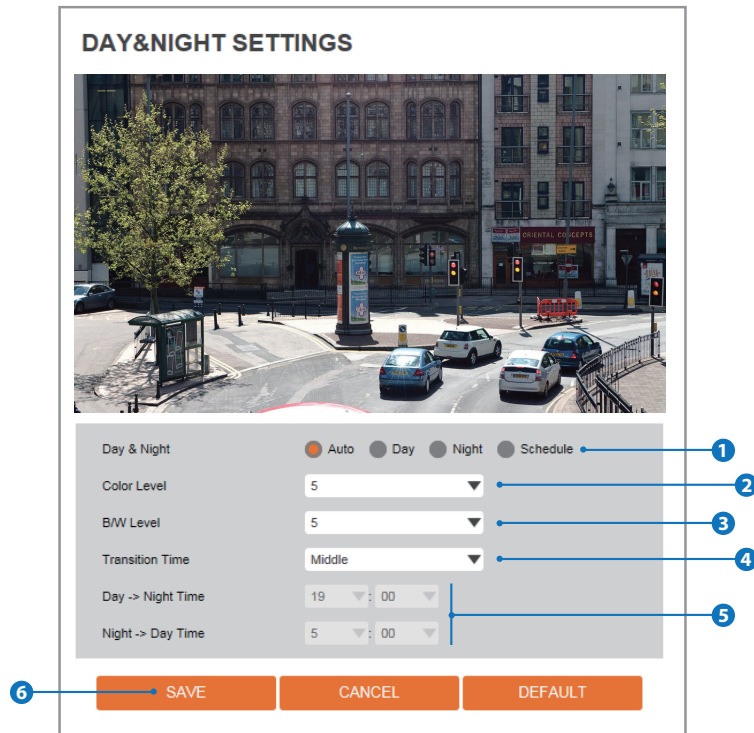 DAY&NIGHT SETTINGS
ORIENTAL CONCEPTS
Day & Night Auto Day Night Schedule 1
Color Level 5 2
B/W Level 5 3
Transition Time Middle 4
Day -> Night Time 19 : 00
5
Night -> Day Time 5 : 00
6 SAVE CANCEL DEFAULT